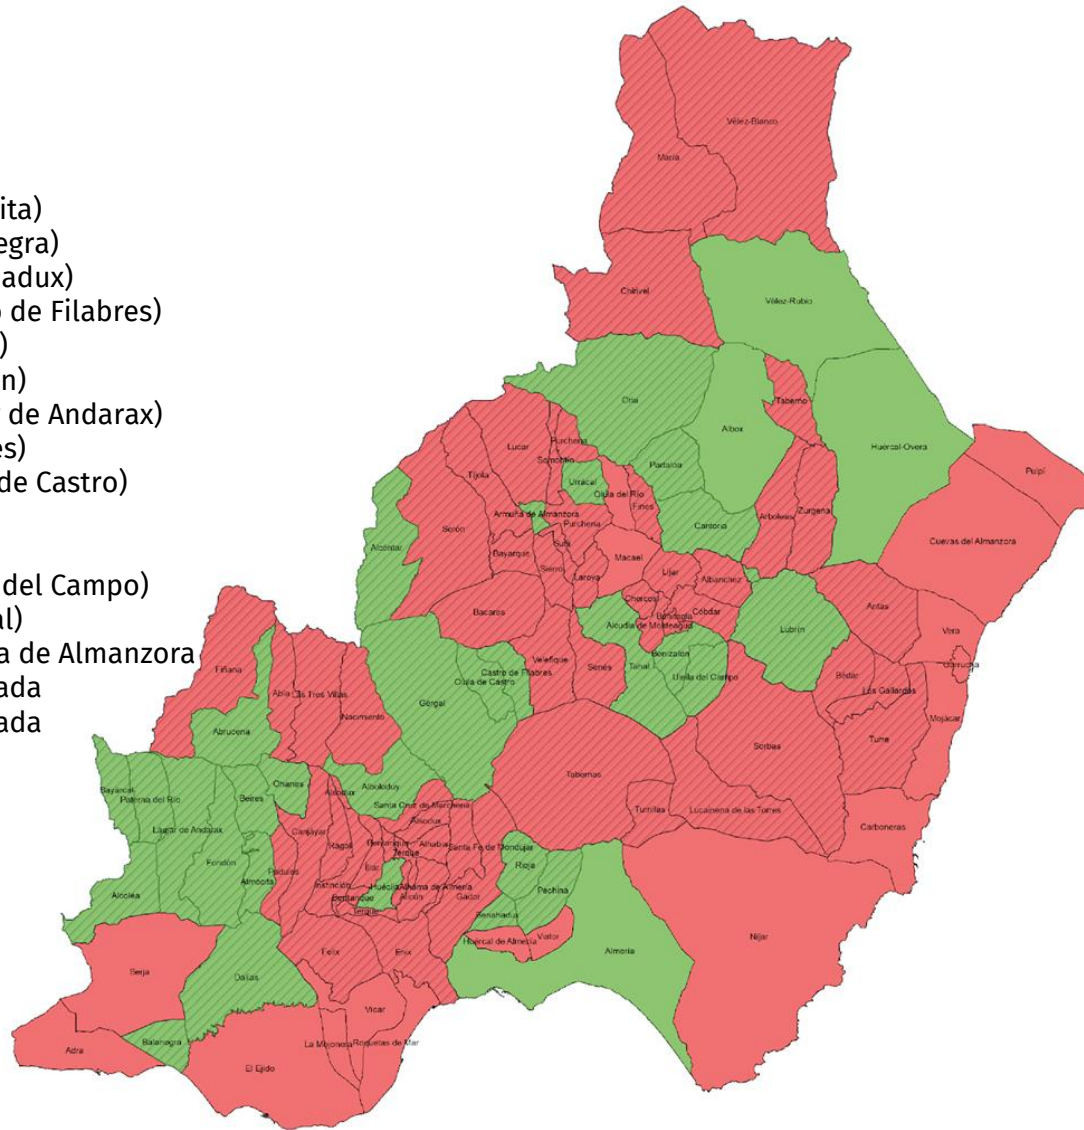 ita)
egra)
adux)
o de Filabres)
)
n)
r de Andarax)
es)
de Castro)
del Campo)
al)
a de Almanzora
ada
ada
Vélez-Blanco
María
Chirivel
Vélez-Rubio
Oria
Taberno
Albox
Huércal-Overa
Lucar
Purchena
Somontín
Partaloa
Pulpí
Tíjola
Urrácal
Olula del Río
Fines
Cantoria
Arboleas
Zurgena
Serón
Armuña de Almanzora
Purchena
Cuevas del Almanzora
Alcóntar
Bayarque
Sufli
Sierro
Macael
Laroya
Líjar
Albanchez
Bacares
Chercos
Benitagla
Cóbdar
Antas
Alcudia de Monteagud
Lubrín
Vera
Benizalón
Garrucha
Fiñana
Velefique
Senés
Tahal
Castro de Filabres
Olula de Castro
Uleila del Campo
Bédar
Los Gallardos
Abla
Las Tres Villas
Gérgal
Nacimiento
Mojácar
Abrucena
Turre
Sorbas
Tabernas
Ohanes
Alboloduy
Bayárcal
Paterna del Río
Beires
Santa Cruz de Marchena
Turrillas
Lucainena de las Torres
Alsodux
Carboneras
Laujar de Andarax
Canjáyar
Rágol
Alhabia
Santa Fe de Mondújar
Terque
Fondón
Rioja
Padules
Illar
Almócita
Instinción
Huécija
Alhama de Almería
Pechina
Alcolea
Bentarique
Alicún
Gádor
Terque
Benahadux
Huércal de Almería
Viator
Níjar
Felix
Enix
Almería
Berja
Dalías
Vícar
Balanegra
La Mojonera
Roquetas de Mar
Adra
El Ejido